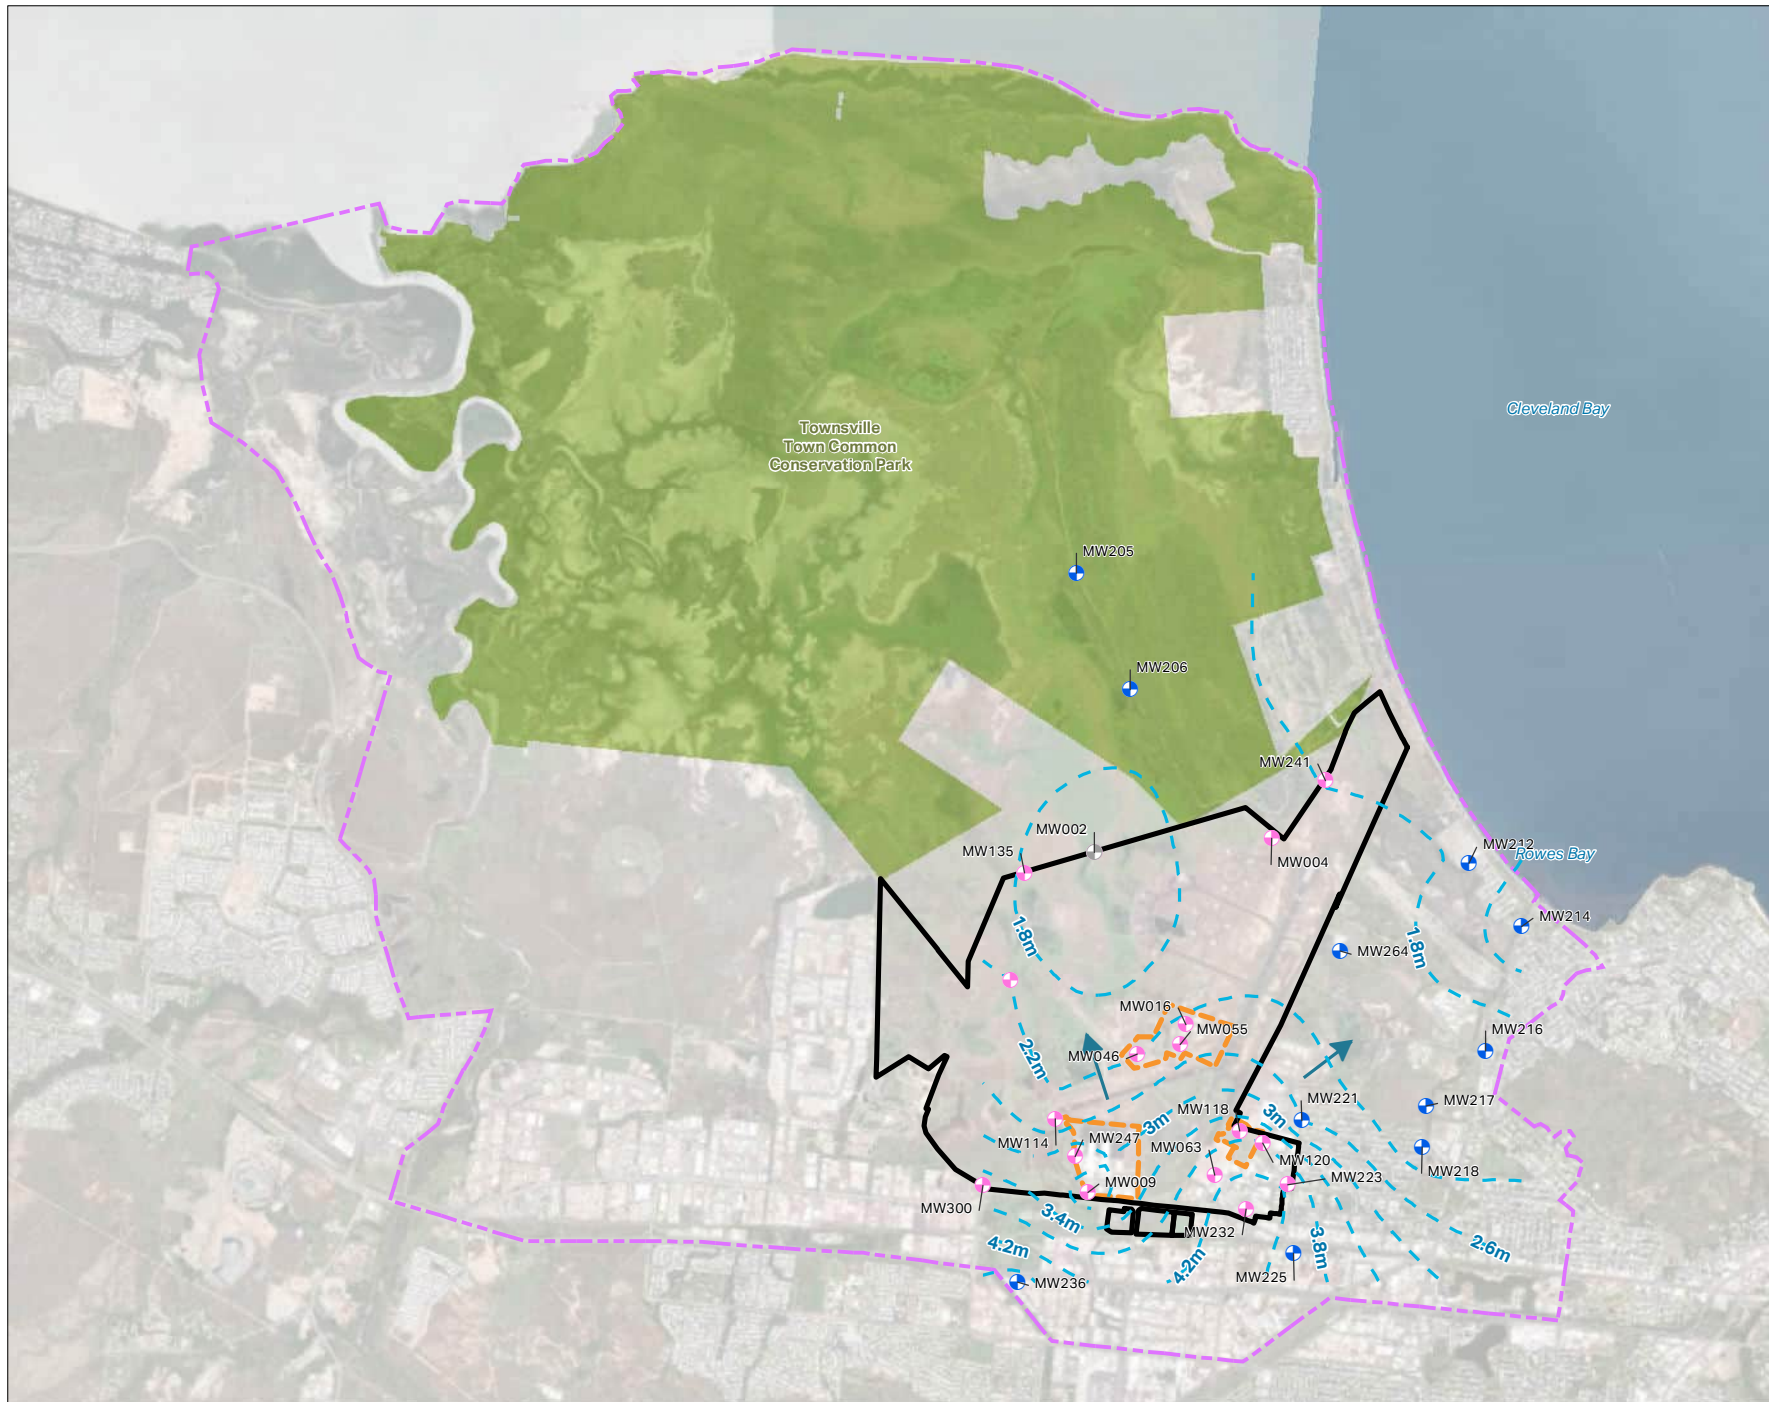 Cleveland Bay
Townsville
Town Common
Conservation Park
MW205
MW206
MW241
MW002
MW135
MW004
MW212
Rowes Bay
MW214
1.8m
1.8m
MW264
MW016
MW055
MW216
MW046
2.2m
MW221
MW217
MW118
3m
3m
MW114
MW247
MW063
MW120
MW218
MW223
MW009
MW300
3.4m
MW232
4.2m
3.8m
2.6m
4.2m
MW225
MW236